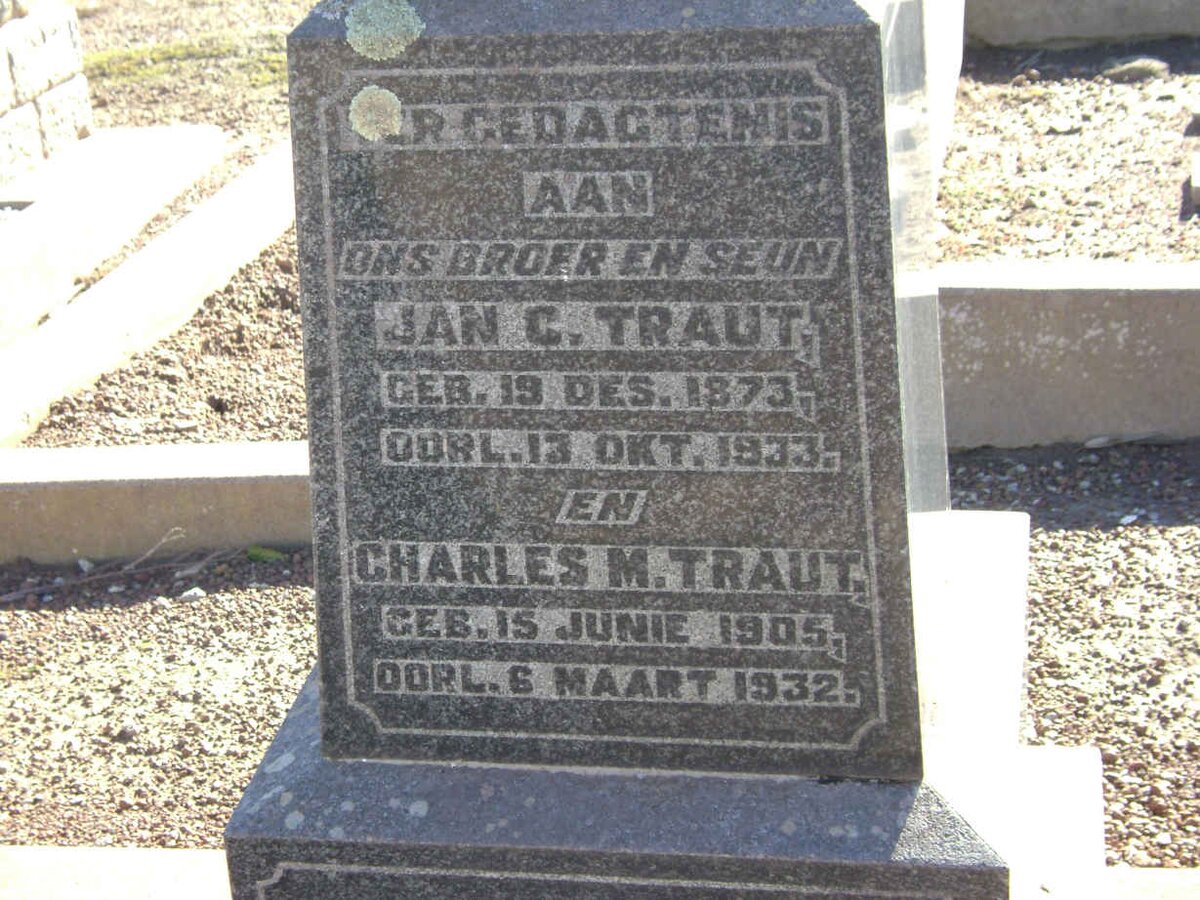 TER GEDAGTENIS
AAN
ONS BROER EN SEUN
JAN C. TRAUT,
GEB. 19 DES. 1873,
OORL. 13 OKT. 1933.
EN
CHARLES M. TRAUT,
GEB. 15 JUNIE 1905,
OORL. 6 MAART 1932.